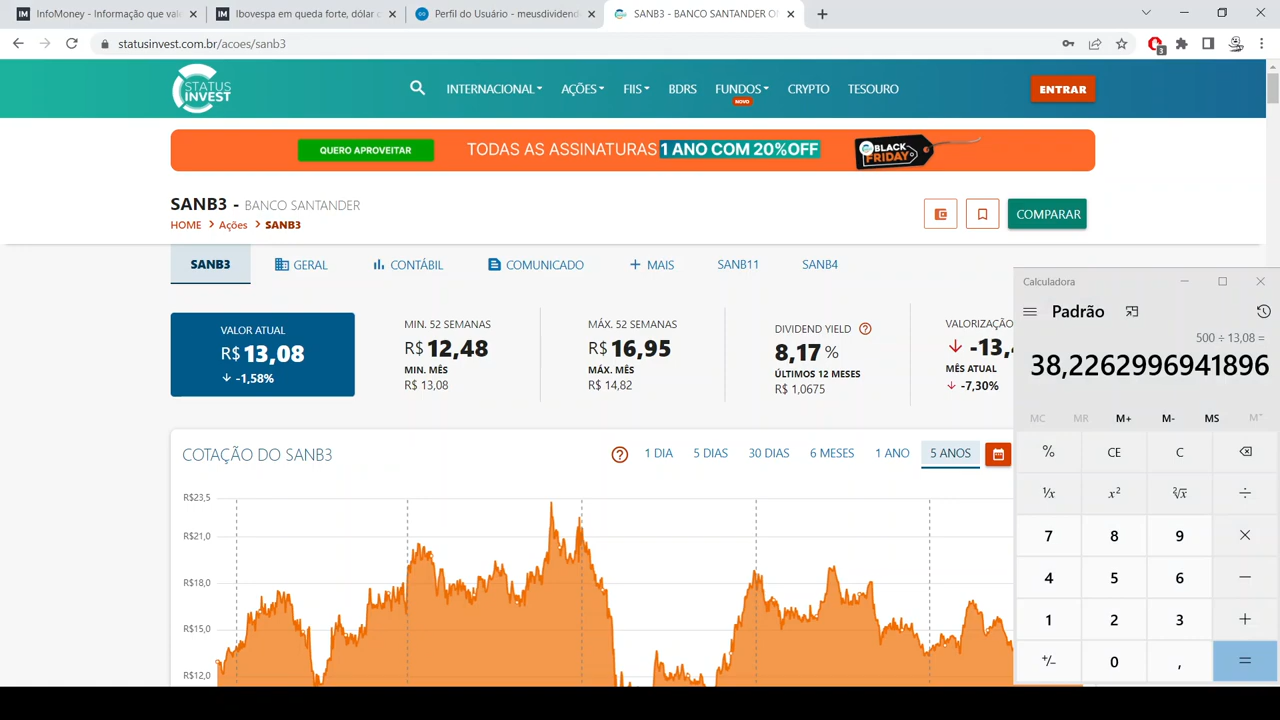 InfoMoney - Informação que vale
Ibovespa em queda forte, dólar c
Perfil do Usuário - meusdividend
SANB3 - BANCO SANTANDER O
statusinvest.com.br/acoes/sanb3
3
STATUS
INVEST
INTERNACIONAL
AÇÕES
FIIS
BDRS
FUNDOS
NOVO
CRYPTO
TESOURO
ENTRAR
QUERO APROVEITAR
TODAS AS ASSINATURAS 1 ANO COM 20%OFF
BLACK
FRIDAY
SANB3 - BANCO SANTANDER
HOME > Ações > SANB3
COMPARAR
SANB3
GERAL
CONTÁBIL
COMUNICADO
+ MAIS
SANB11
SANB4
VALOR ATUAL
R$ 13,08
-1,58%
MIN. 52 SEMANAS
R$ 12,48
MIN. MÊS
R$ 13,08
MÁX. 52 SEMANAS
R$ 16,95
MÁX. MÊS
R$ 14,82
DIVIDEND YIELD ?
8,17 %
ÚLTIMOS 12 MESES
R$ 1,0675
VALORIZAÇÃO
-13,
MÊS ATUAL
-7,30%
COTAÇÃO DO SANB3
?
1 DIA
5 DIAS
30 DIAS
6 MESES
1 ANO
5 ANOS
R$23,5
R$21,0
R$18,0
R$15,0
R$12,0
Calculadora
Padrão
500 ÷ 13,08 =
38,2262996941896
MC MR M+ M- MS M˅
% CE C
¹/x x² ²√x ÷
7 8 9 ×
4 5 6 −
1 2 3 +
+/− 0 , =